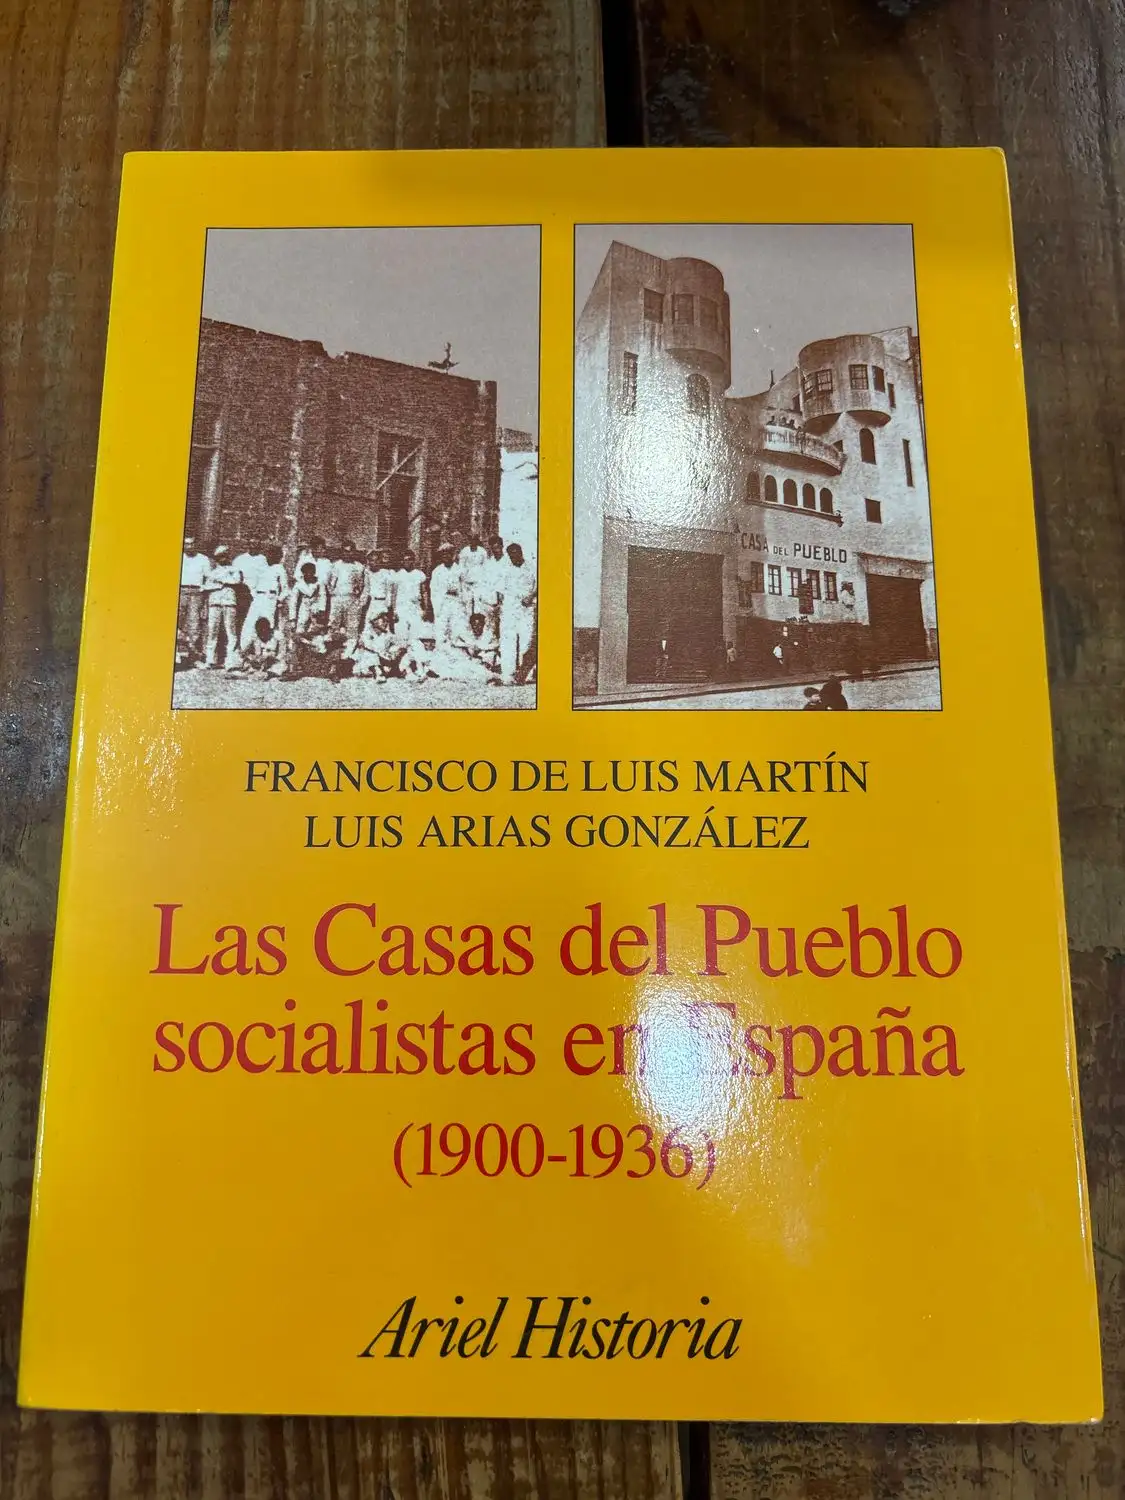 CASA DEL PUEBLO
FRANCISCO DE LUIS MARTÍN
LUIS ARIAS GONZÁLEZ
Las Casas del Pueblo
socialistas en España
(1900-1936)
Ariel Historia